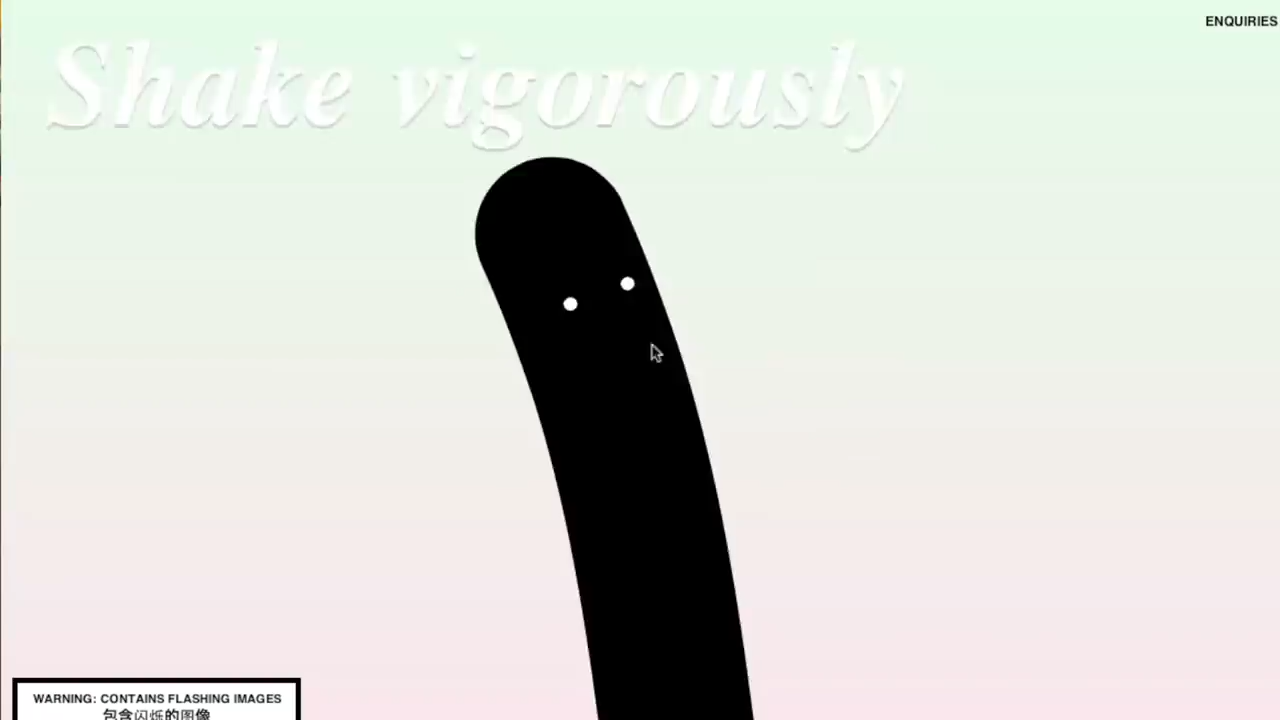 ENQUIRIES
Shake vigorously
WARNING: CONTAINS FLASHING IMAGES
包含闪烁的图像